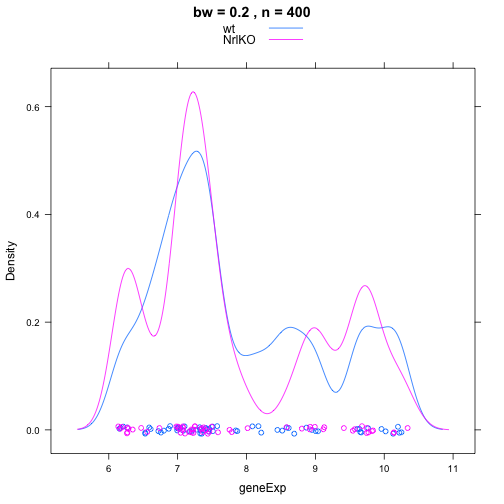 bw = 0.2 , n = 400
wt
NrlKO
0.6
0.4
0.2
0.0
Density
6 7 8 9 10 11
geneExp